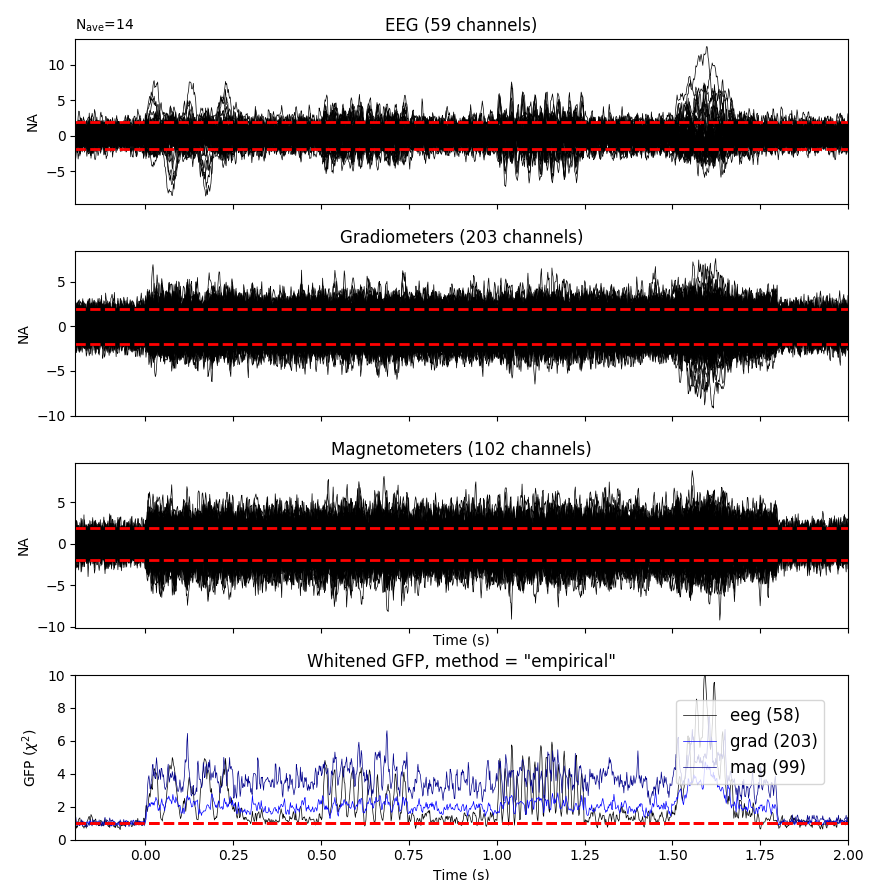 Nave=14
EEG (59 channels)
NA
10
5
0
−5
Gradiometers (203 channels)
NA
5
0
−5
−10
Magnetometers (102 channels)
NA
5
0
−5
−10
Time (s)
Whitened GFP, method = "empirical"
GFP (χ²)
10
8
6
4
2
0
eeg (58)
grad (203)
mag (99)
0.00 0.25 0.50 0.75 1.00 1.25 1.50 1.75 2.00
Time (s)